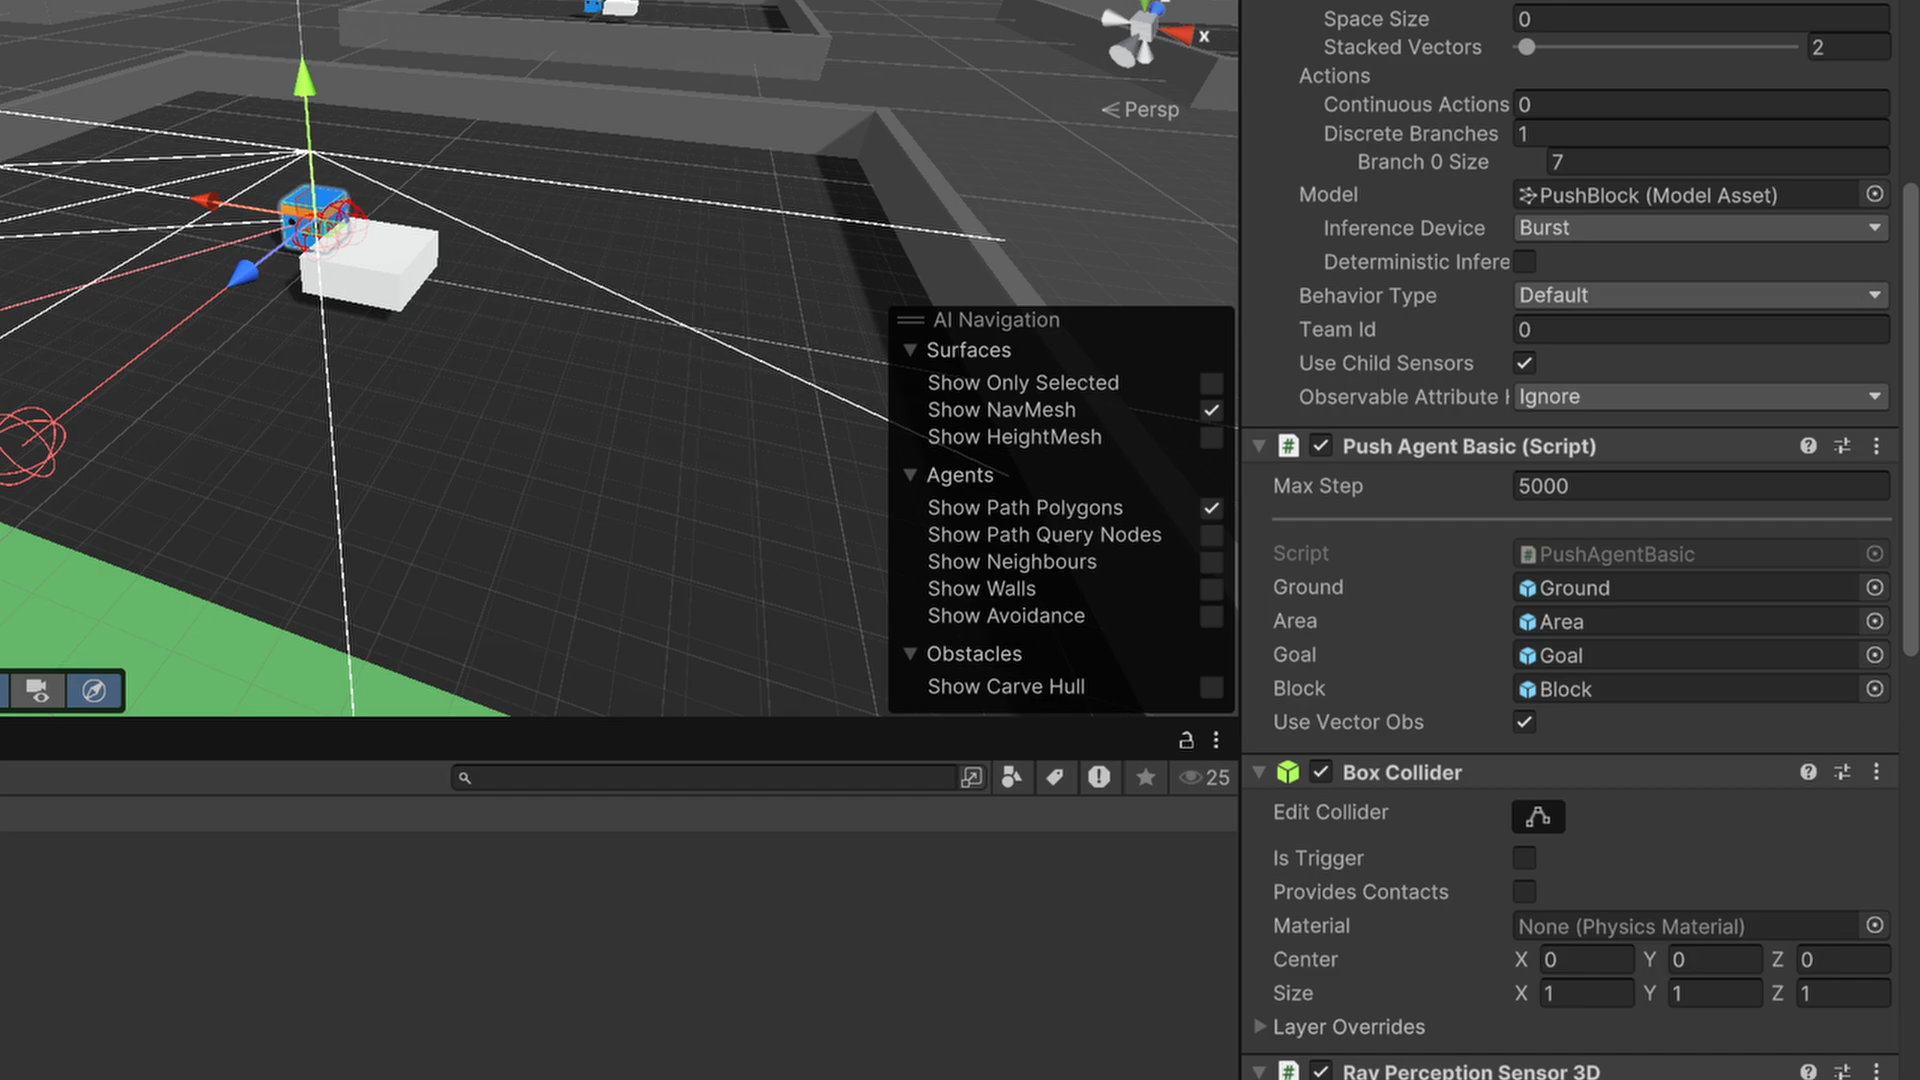 x
Persp
AI Navigation
Surfaces
Show Only Selected
Show NavMesh
Show HeightMesh
Agents
Show Path Polygons
Show Path Query Nodes
Show Neighbours
Show Walls
Show Avoidance
Obstacles
Show Carve Hull
25
Space Size 0
Stacked Vectors 2
Actions
Continuous Actions 0
Discrete Branches 1
Branch 0 Size 7
Model PushBlock (Model Asset)
Inference Device Burst
Deterministic Infere
Behavior Type Default
Team Id 0
Use Child Sensors
Observable Attribute Ignore
# Push Agent Basic (Script)
Max Step 5000
Script # PushAgentBasic
Ground Ground
Area Area
Goal Goal
Block Block
Use Vector Obs
Box Collider
Edit Collider
Is Trigger
Provides Contacts
Material None (Physics Material)
Center X 0 Y 0 Z 0
Size X 1 Y 1 Z 1
Layer Overrides
# Ray Perception Sensor 3D